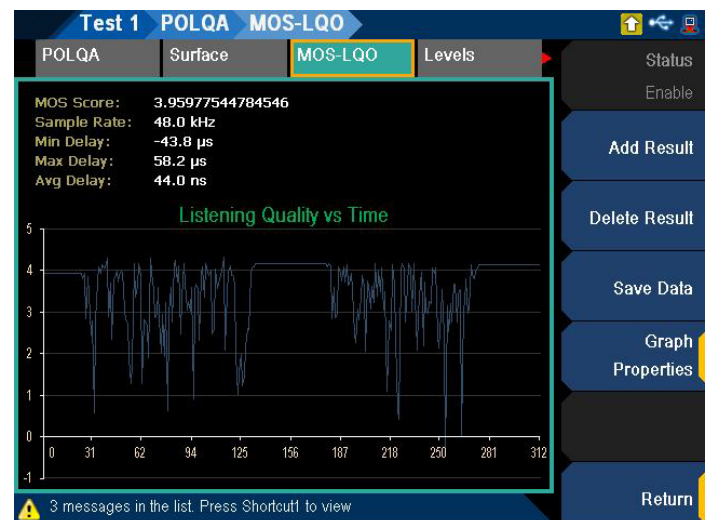 Test 1 POLQA MOS-LQO
POLQA Surface MOS-LQO Levels
Status
Enable
MOS Score: 3.95977544784546
Sample Rate: 48.0 kHz
Min Delay: -43.8 µs
Max Delay: 58.2 µs
Avg Delay: 44.0 ns
Add Result
Delete Result
Save Data
Graph
Properties
Return
Listening Quality vs Time
5
4
3
2
1
0
-1
0 31 62 94 125 156 187 218 250 281 312
3 messages in the list. Press Shortcut1 to view